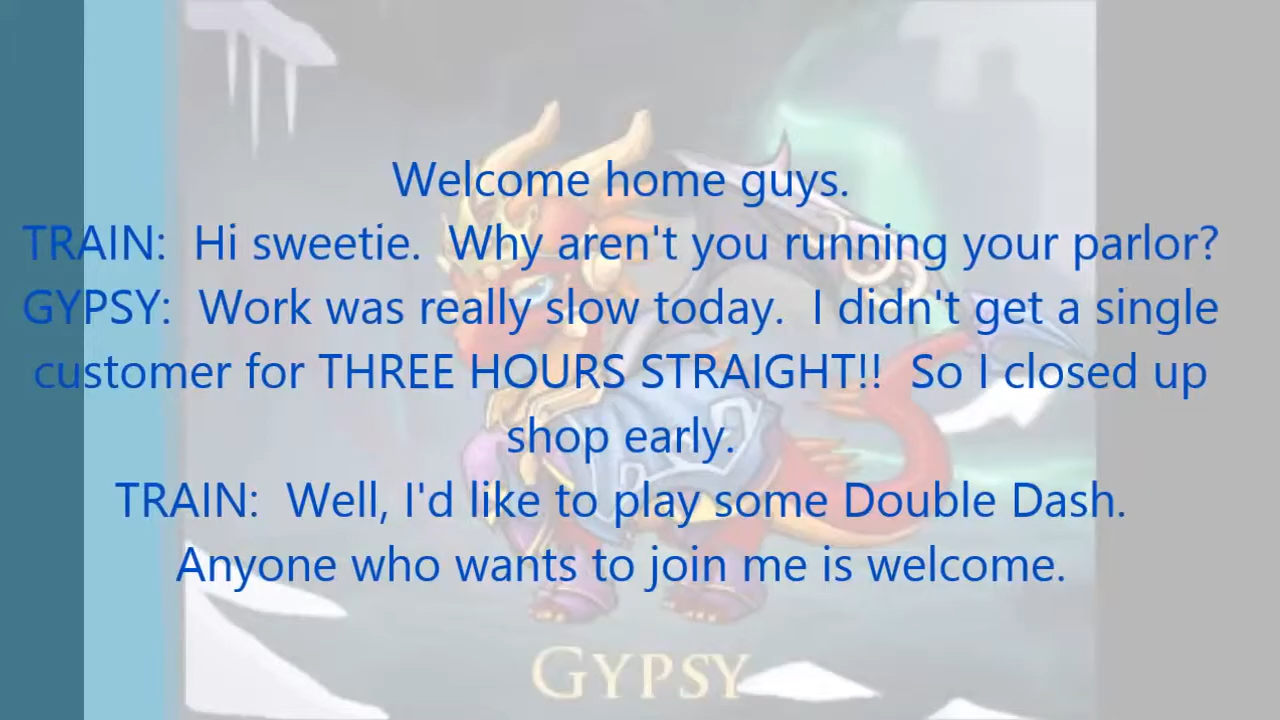 Welcome home guys.
TRAIN:  Hi sweetie.  Why aren't you running your parlor?
GYPSY:  Work was really slow today.  I didn't get a single
customer for THREE HOURS STRAIGHT!!  So I closed up
shop early.
TRAIN:  Well, I'd like to play some Double Dash.
Anyone who wants to join me is welcome.
GYPSY